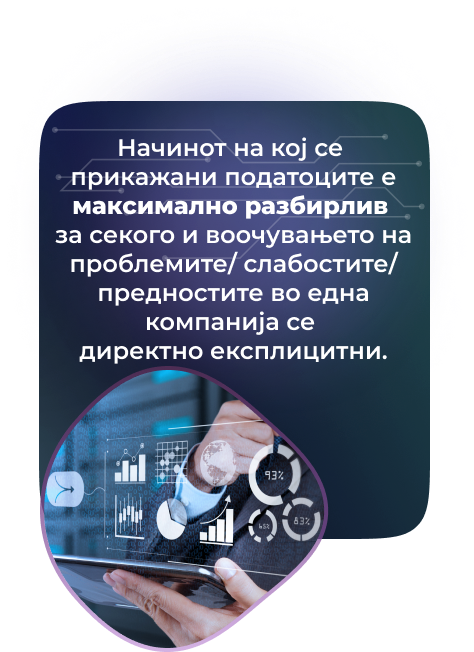 Начинот на кој се
прикажани податоците е
максимално разбирлив
за секого и воочувањето на
проблемите/ слабостите/
предностите во една
компанија се
директно експлицитни.
93%
65%
83%